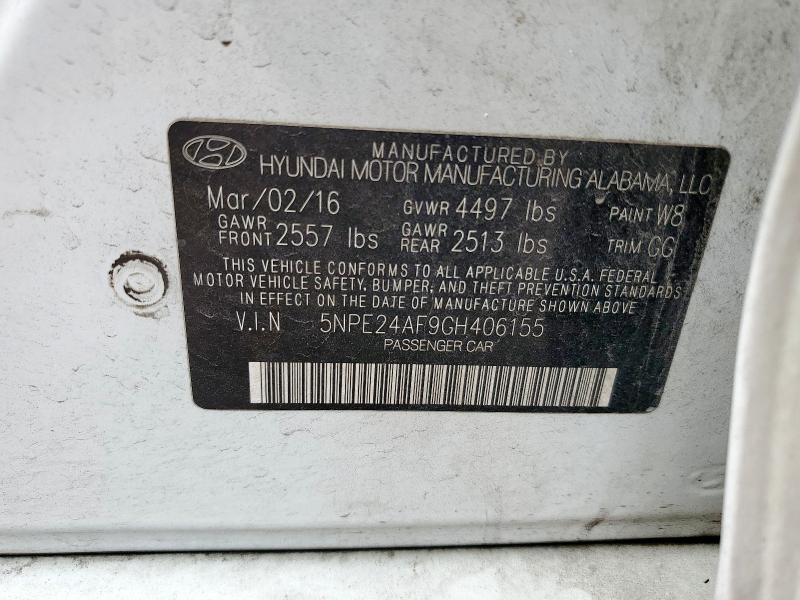 MANUFACTURED BY
HYUNDAI MOTOR MANUFACTURING ALABAMA, LLC
Mar/02/16 GVWR 4497 lbs PAINT W8
GAWR FRONT 2557 lbs GAWR REAR 2513 lbs TRIM GG
THIS VEHICLE CONFORMS TO ALL APPLICABLE U.S.A. FEDERAL
MOTOR VEHICLE SAFETY, BUMPER, AND THEFT PREVENTION STANDARDS
IN EFFECT ON THE DATE OF MANUFACTURE SHOWN ABOVE
V.I.N 5NPE24AF9GH406155
PASSENGER CAR